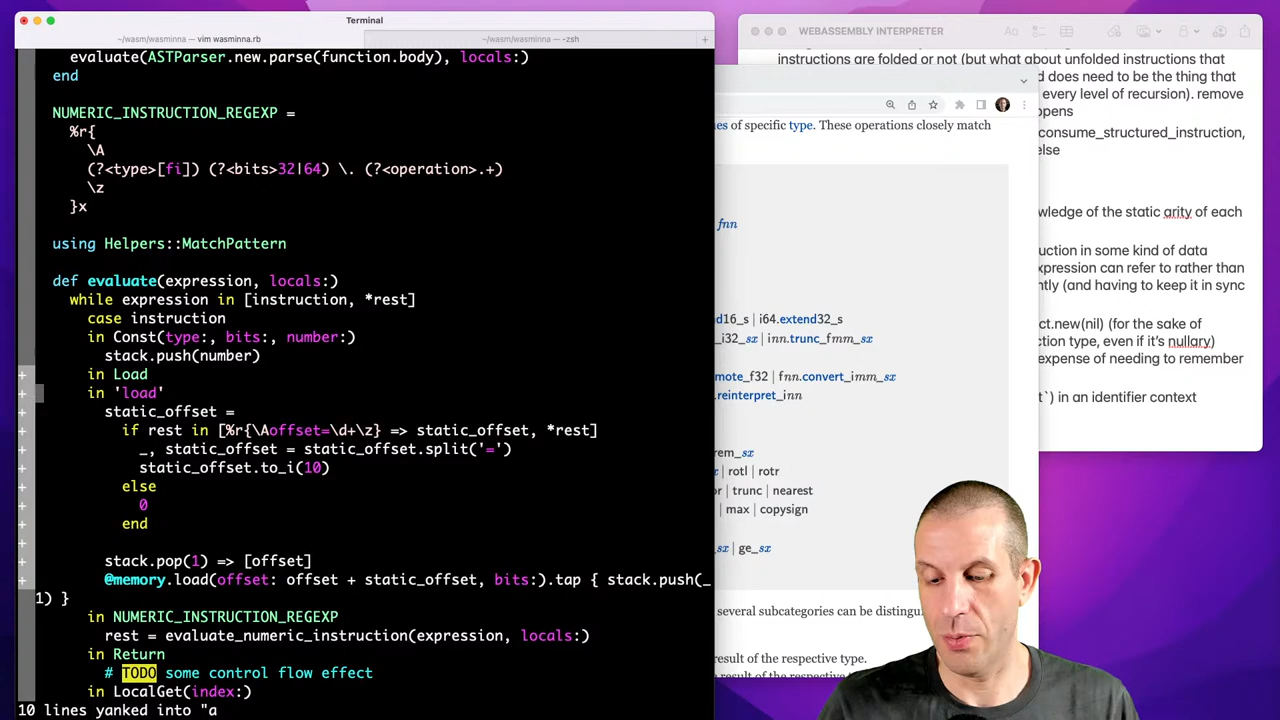 Terminal
~/wasm/wasminna — vim wasminna.rb
~/wasm/wasminna — -zsh
+
evaluate(ASTParser.new.parse(function.body), locals:)
end
NUMERIC_INSTRUCTION_REGEXP =
%r{
\A
(?<type>[fi]) (?<bits>32|64) \. (?<operation>.+)
\z
}x
using Helpers::MatchPattern
def evaluate(expression, locals:)
while expression in [instruction, *rest]
case instruction
in Const(type:, bits:, number:)
stack.push(number)
+ in Load
+ in 'load'
+ static_offset =
+ if rest in [%r{\Aoffset=\d+\z} => static_offset, *rest]
+ _, static_offset = static_offset.split('=')
+ static_offset.to_i(10)
+ else
+ 0
+ end
+
+ stack.pop(1) => [offset]
+ @memory.load(offset: offset + static_offset, bits:).tap { stack.push(_
1) }
in NUMERIC_INSTRUCTION_REGEXP
rest = evaluate_numeric_instruction(expression, locals:)
in Return
# TODO some control flow effect
in LocalGet(index:)
10 lines yanked into "a
WEBASSEMBLY INTERPRETER
instructions are folded or not (but what about unfolded instructions that
d does need to be the thing that
every level of recursion). remove
opens
consume_structured_instruction,
else
wledge of the static arity of each
uction in some kind of data
xpression can refer to rather than
ntly (and having to keep it in sync
ct.new(nil) (for the sake of
ction type, even if it's nullary)
expense of needing to remember
t`) in an identifier context
es of specific type. These operations closely match
fnn
nd16_s | i64.extend32_s
_i32_sx | inn.trunc_fmm_sx
mote_f32 | fnn.convert_imm_sx
.reinterpret_inn
rem_sx
x | rotl | rotr
or | trunc | nearest
| max | copysign
_sx | ge_sx
several subcategories can be distingu
result of the respective type.